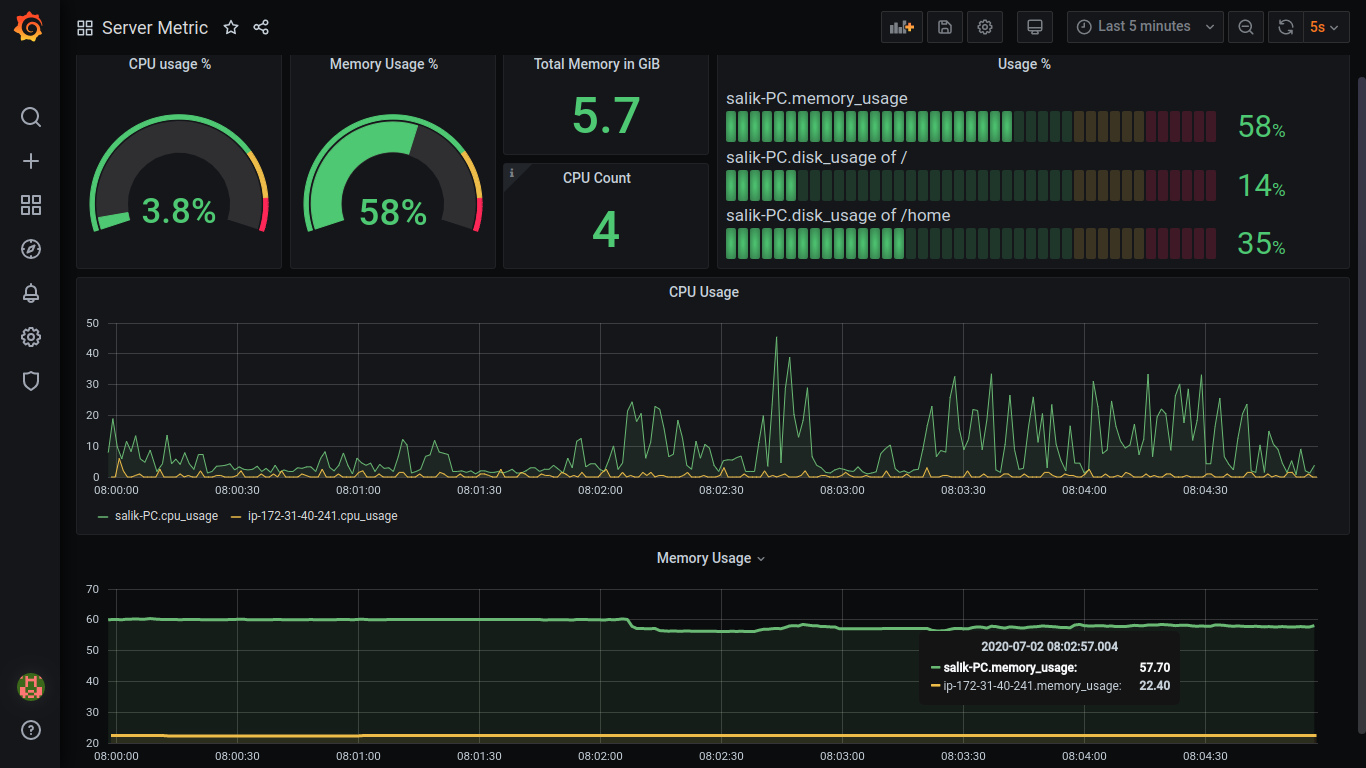 Server Metric
Last 5 minutes
5s
CPU usage %
3.8%
Memory Usage %
58%
Total Memory in GiB
5.7
i
CPU Count
4
Usage %
salik-PC.memory_usage
58%
salik-PC.disk_usage of /
14%
salik-PC.disk_usage of /home
35%
CPU Usage
50
40
30
20
10
0
08:00:00 08:00:30 08:01:00 08:01:30 08:02:00 08:02:30 08:03:00 08:03:30 08:04:00 08:04:30
salik-PC.cpu_usage ip-172-31-40-241.cpu_usage
Memory Usage
70
60
50
40
30
20
2020-07-02 08:02:57.004
salik-PC.memory_usage: 57.70
ip-172-31-40-241.memory_usage: 22.40
08:00:00 08:00:30 08:01:00 08:01:30 08:02:00 08:02:30 08:03:00 08:03:30 08:04:00 08:04:30